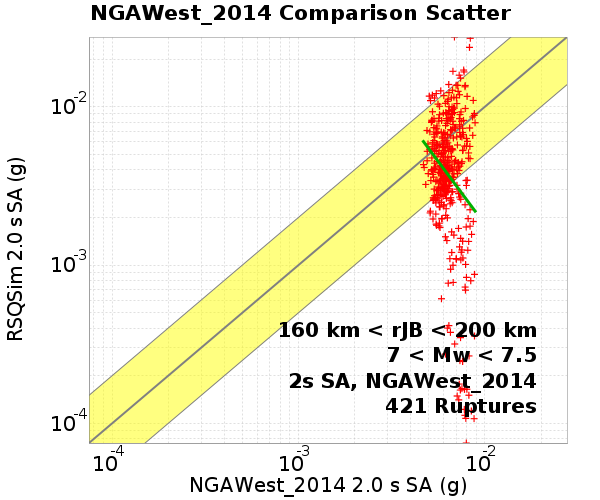 NGAWest_2014 Comparison Scatter
RSQSim 2.0 s SA (g)
10-2
10-3
10-4
160 km < rJB < 200 km
7 < Mw < 7.5
2s SA, NGAWest_2014
421 Ruptures
10-4
10-3
10-2
NGAWest_2014 2.0 s SA (g)